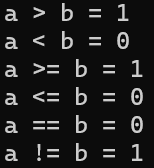 a > b = 1
a < b = 0
a >= b = 1
a <= b = 0
a == b = 0
a != b = 1